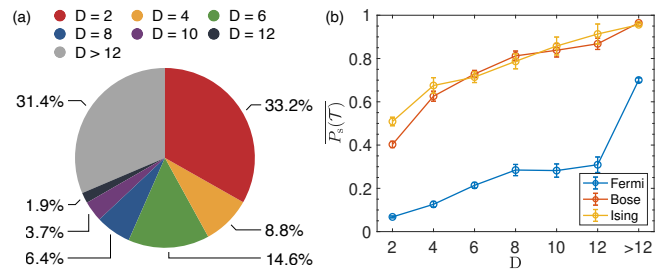 (a)
D = 2
D = 4
D = 6
D = 8
D = 10
D = 12
D > 12
31.4%
33.2%
1.9%
3.7%
6.4%
8.8%
14.6%
(b)
1
0.8
0.6
0.4
0.2
0
P_s(𝒯)
2
4
6
8
10
12
>12
D
Fermi
Bose
Ising